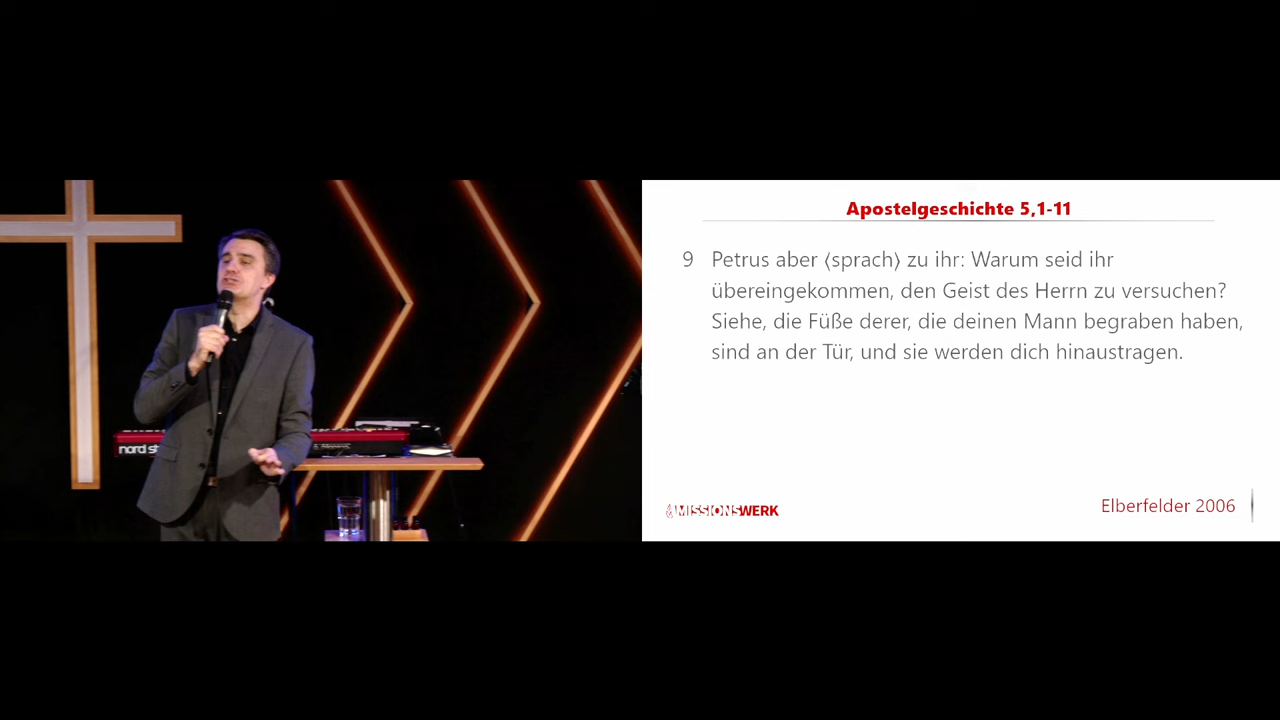 Apostelgeschichte 5,1-11
9 Petrus aber ⟨sprach⟩ zu ihr: Warum seid ihr
übereingekommen, den Geist des Herrn zu versuchen?
Siehe, die Füße derer, die deinen Mann begraben haben,
sind an der Tür, und sie werden dich hinaustragen.
MISSIONSWERK
Elberfelder 2006
nord